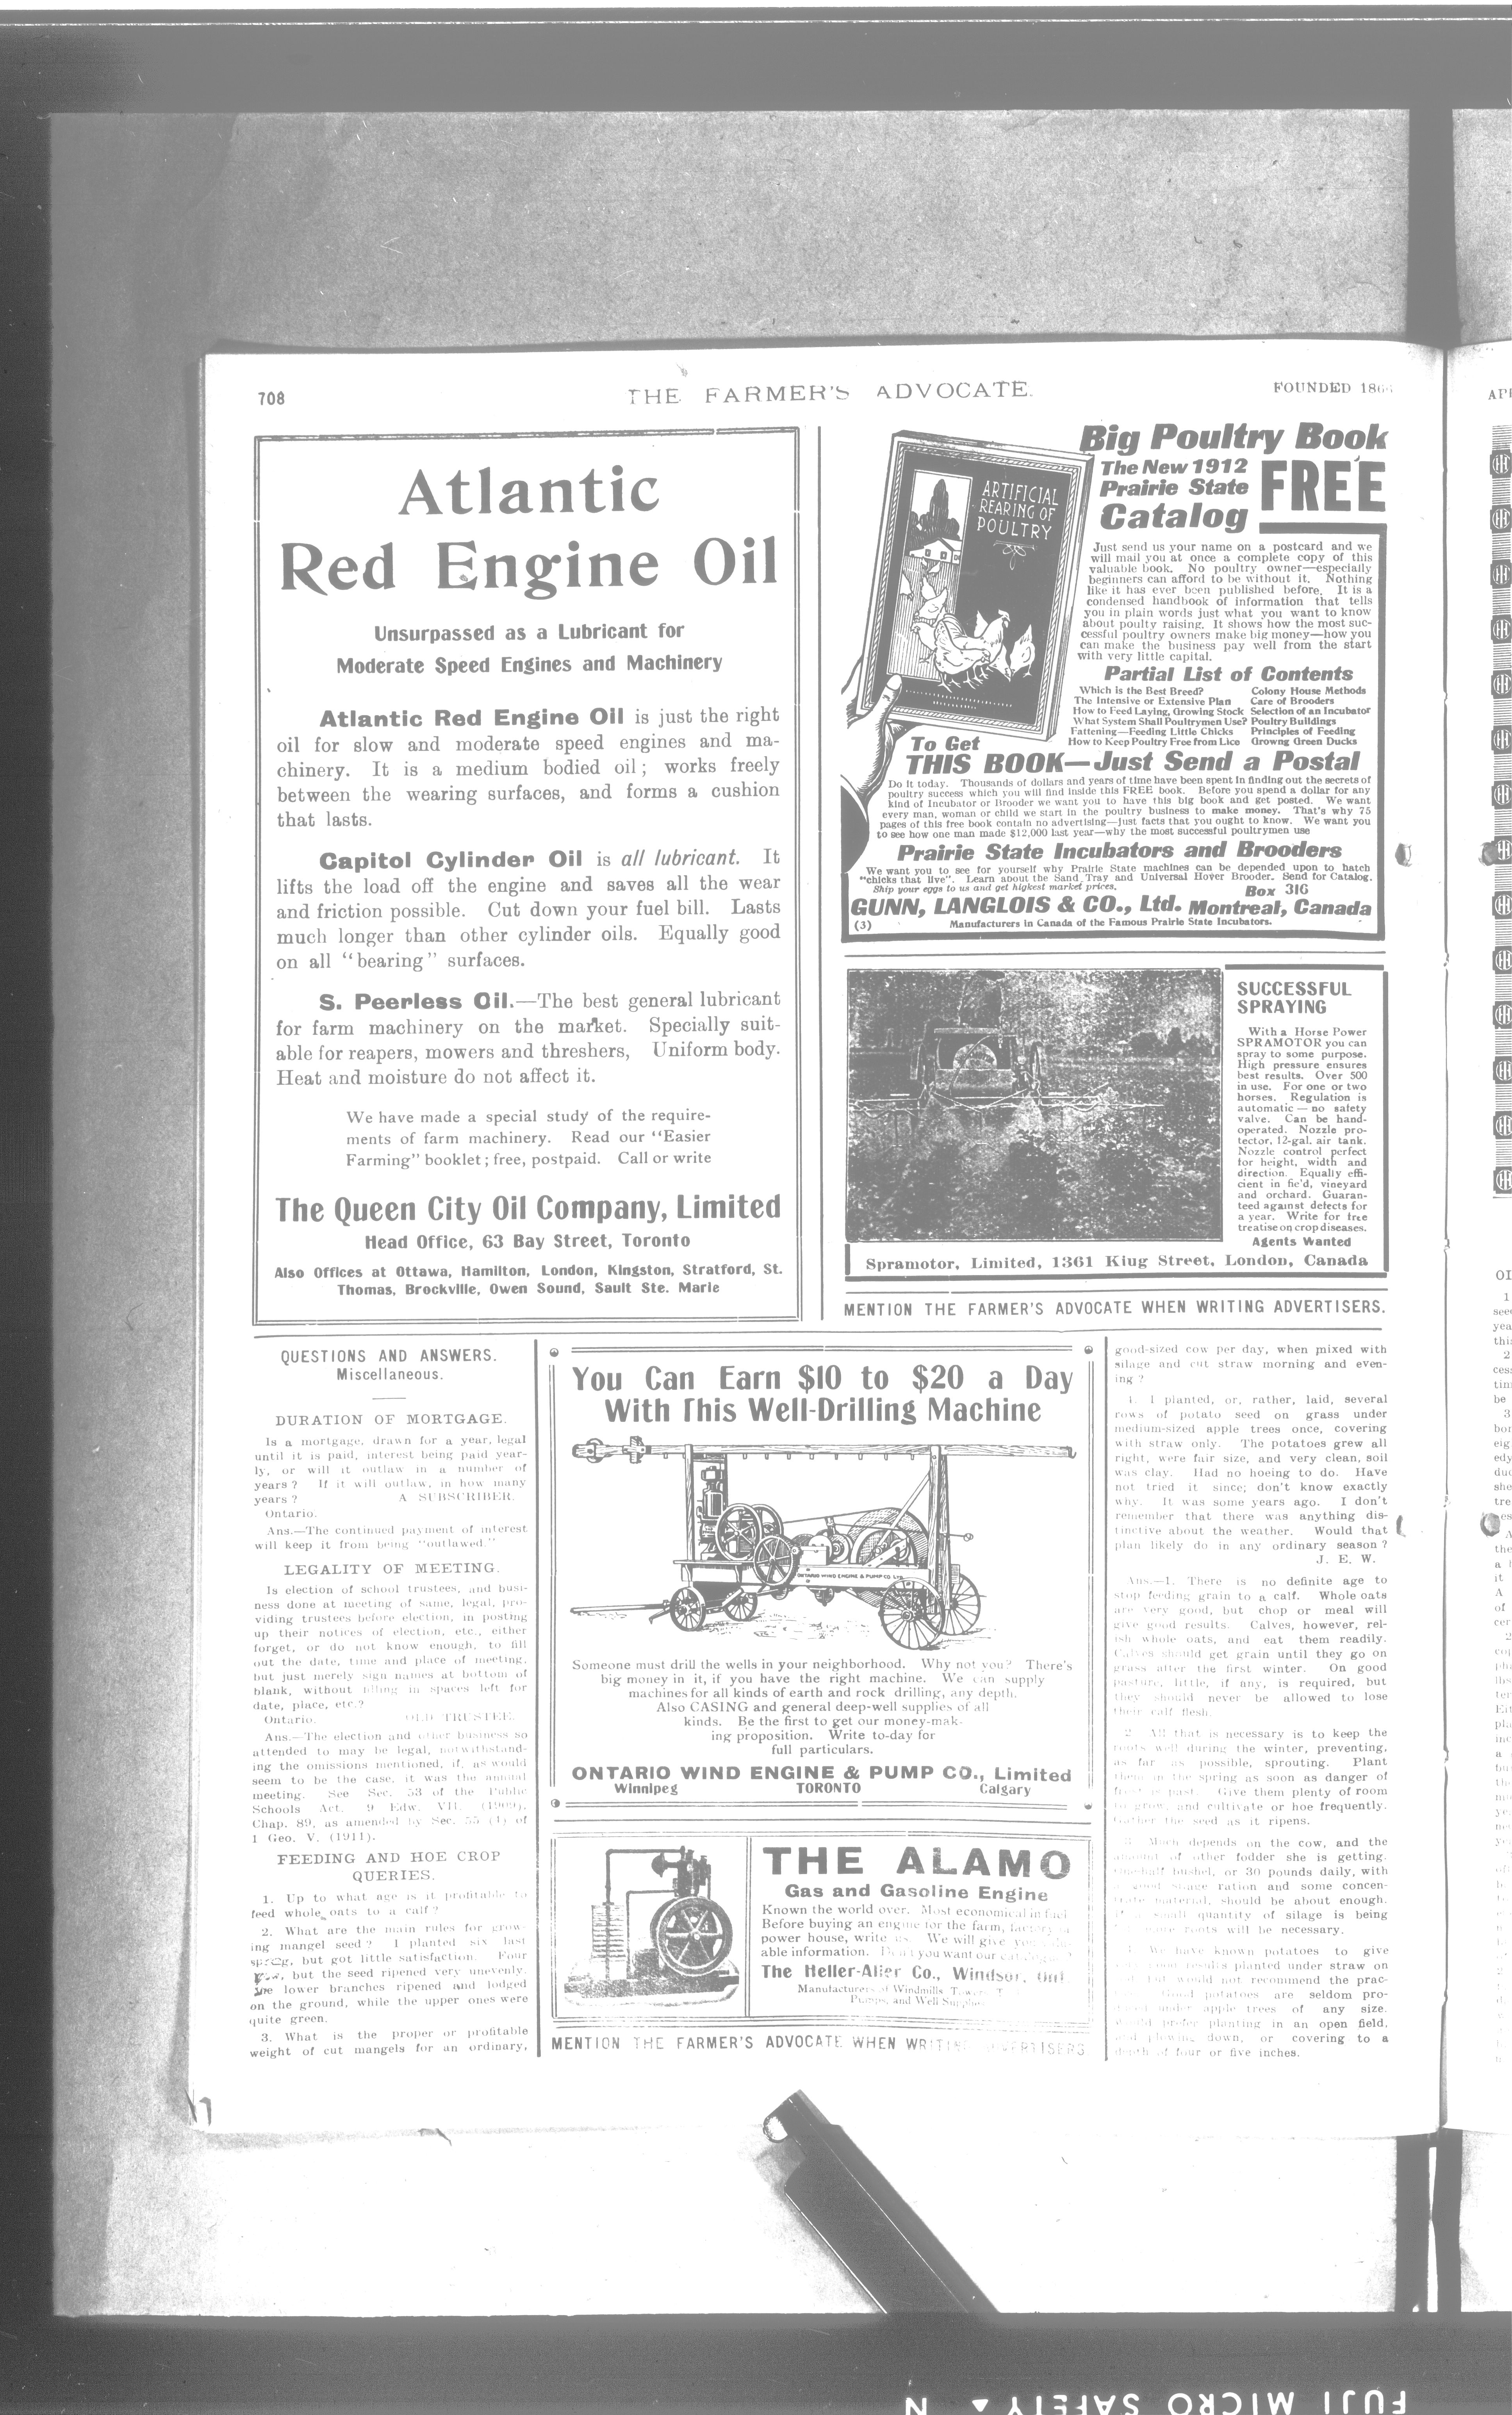 708
THE FARMER'S ADVOCATE.
FOUNDED 186
Atlantic
Red Engine Oil
Unsurpassed as a Lubricant for
Moderate Speed Engines and Machinery
Atlantic Red Engine Oil is just the right
oil for slow and moderate speed engines and ma-
chinery. It is a medium bodied oil; works freely
between the wearing surfaces, and forms a cushion
that lasts.
Capitol Cylinder Oil is all lubricant. It
lifts the load off the engine and saves all the wear
and friction possible. Cut down your fuel bill. Lasts
much longer than other cylinder oils. Equally good
on all "bearing" surfaces.
S. Peerless Oil.—The best general lubricant
for farm machinery on the market. Specially suit-
able for reapers, mowers and threshers, Uniform body.
Heat and moisture do not affect it.
We have made a special study of the require-
ments of farm machinery. Read our "Easier
Farming" booklet; free, postpaid. Call or write
The Queen City Oil Company, Limited
Head Office, 63 Bay Street, Toronto
Also Offices at Ottawa, Hamilton, London, Kingston, Stratford, St.
Thomas, Brockville, Owen Sound, Sault Ste. Marie
Big Poultry Book
The New 1912
Prairie State
Catalog
FREE
ARTIFICIAL
REARING OF
POULTRY
Just send us your name on a postcard and we
will mail you at once a complete copy of this
valuable book. No poultry owner—especially
beginners can afford to be without it. Nothing
like it has ever been published before. It is a
condensed handbook of information that tells
you in plain words just what you want to know
about poulty raising. It shows how the most suc-
cessful poultry owners make big money—how you
can make the business pay well from the start
with very little capital.
Partial List of Contents
Which is the Best Breed? Colony House Methods
The Intensive or Extensive Plan Care of Brooders
How to Feed Laying, Growing Stock Selection of an Incubator
What System Shall Poultrymen Use? Poultry Buildings
Fattening—Feeding Little Chicks Principles of Feeding
How to Keep Poultry Free from Lice Growng Green Ducks
To Get
THIS BOOK—Just Send a Postal
Do it today. Thousands of dollars and years of time have been spent in finding out the secrets of
poultry success which you will find inside this FREE book. Before you spend a dollar for any
kind of Incubator or Brooder we want you to have this big book and get posted. We want
every man, woman or child we start in the poultry business to make money. That's why 75
pages of this free book contain no advertising—just facts that you ought to know. We want you
to see how one man made $12,000 last year—why the most successful poultrymen use
Prairie State Incubators and Brooders
We want you to see for yourself why Prairie State machines can be depended upon to hatch
"chicks that live". Learn about the Sand Tray and Universal Hover Brooder. Send for Catalog.
Ship your eggs to us and get highest market prices.
Box 316
GUNN, LANGLOIS & CO., Ltd. Montreal, Canada
(3) Manufacturers in Canada of the Famous Prairie State Incubators.
SUCCESSFUL
SPRAYING
With a Horse Power
SPRAMOTOR you can
spray to some purpose.
High pressure ensures
best results. Over 500
in use. For one or two
horses. Regulation is
automatic — no safety
valve. Can be hand-
operated. Nozzle pro-
tector, 12-gal. air tank.
Nozzle control perfect
for height, width and
direction. Equally effi-
cient in fie'd, vineyard
and orchard. Guaran-
teed against defects for
a year. Write for free
treatise on crop diseases.
Agents Wanted
Spramotor, Limited, 1361 King Street, London, Canada
MENTION THE FARMER'S ADVOCATE WHEN WRITING ADVERTISERS.
QUESTIONS AND ANSWERS.
Miscellaneous.
DURATION OF MORTGAGE.
Is a mortgage, drawn for a year, legal
until it is paid, interest being paid year-
ly, or will it outlaw in a number of
years? If it will outlaw, in how many
years? A SUBSCRIBER.
Ontario.
Ans.—The continued payment of interest
will keep it from being "outlawed."
LEGALITY OF MEETING.
Is election of school trustees, and busi-
ness done at meeting of same, legal, pro-
viding trustees before election, in posting
up their notices of election, etc., either
forget, or do not know enough, to fill
out the date, time and place of meeting,
but just merely sign names at bottom of
blank, without filling in spaces left for
date, place, etc.?
Ontario. OLD TRUSTEE.
Ans.—The election and other business so
attended to may be legal, notwithstand-
ing the omissions mentioned, if, as would
seem to be the case, it was the annual
meeting. See Sec. 53 of the Public
Schools Act, 9 Edw. VII. (1909),
Chap. 89, as amended by Sec. 55 (4) of
1 Geo. V. (1911).
FEEDING AND HOE CROP
QUERIES.
1. Up to what age is it profitable to
feed whole oats to a calf?
2. What are the main rules for grow-
ing mangel seed? I planted six last
spring, but got little satisfaction. Four
but the seed ripened very unevenly.
lower branches ripened and lodged
on the ground, while the upper ones were
quite green.
3. What is the proper or profitable
weight of cut mangels for an ordinary,
You Can Earn $10 to $20 a Day
With This Well-Drilling Machine
ONTARIO WIND ENGINE & PUMP CO. LTD.
Someone must drill the wells in your neighborhood. Why not you? There's
big money in it, if you have the right machine. We can supply
machines for all kinds of earth and rock drilling, any depth.
Also CASING and general deep-well supplies of all
kinds. Be the first to get our money-mak-
ing proposition. Write to-day for
full particulars.
ONTARIO WIND ENGINE & PUMP CO., Limited
Winnipeg TORONTO Calgary
THE ALAMO
Gas and Gasoline Engine
Known the world over. Most economical in fuel
Before buying an engine for the farm, factory or
power house, write us. We will give
able information. you want our
The Heller-Aller Co., Windsor, Ont.
Manufacturers of Windmills
Pumps, and Well
MENTION THE FARMER'S ADVOCATE WHEN WRITING ADVERTISERS
good-sized cow per day, when mixed with
silage and cut straw morning and even-
ing?
4. I planted, or, rather, laid, several
rows of potato seed on grass under
medium-sized apple trees once, covering
with straw only. The potatoes grew all
right, were fair size, and very clean, soil
was clay. Had no hoeing to do. Have
not tried it since; don't know exactly
why. It was some years ago. I don't
remember that there was anything dis-
tinctive about the weather. Would that
plan likely do in any ordinary season?
J. E. W.
Ans.—1. There is no definite age to
stop feeding grain to a calf. Whole oats
are very good, but chop or meal will
give good results. Calves, however, rel-
ish whole oats, and eat them readily.
Calves should get grain until they go on
grass after the first winter. On good
pasture, little, if any, is required, but
they should never be allowed to lose
their calf flesh.
2. All that is necessary is to keep the
roots well during the winter, preventing,
as far as possible, sprouting. Plant
them in the spring as soon as danger of
frost is past. Give them plenty of room
to grow, and cultivate or hoe frequently.
Gather the seed as it ripens.
3. Much depends on the cow, and the
amount of other fodder she is getting.
One-half bushel, or 30 pounds daily, with
a good silage ration and some concen-
trate material, should be about enough.
If a small quantity of silage is being
more roots will be necessary.
4. We have known potatoes to give
good results planted under straw on
but would not recommend the prac-
Good potatoes are seldom pro-
duced under apple trees of any size.
Would prefer planting in an open field,
and plowing down, or covering to a
depth of four or five inches.
FUJI MICRO SAFETY ▲ N